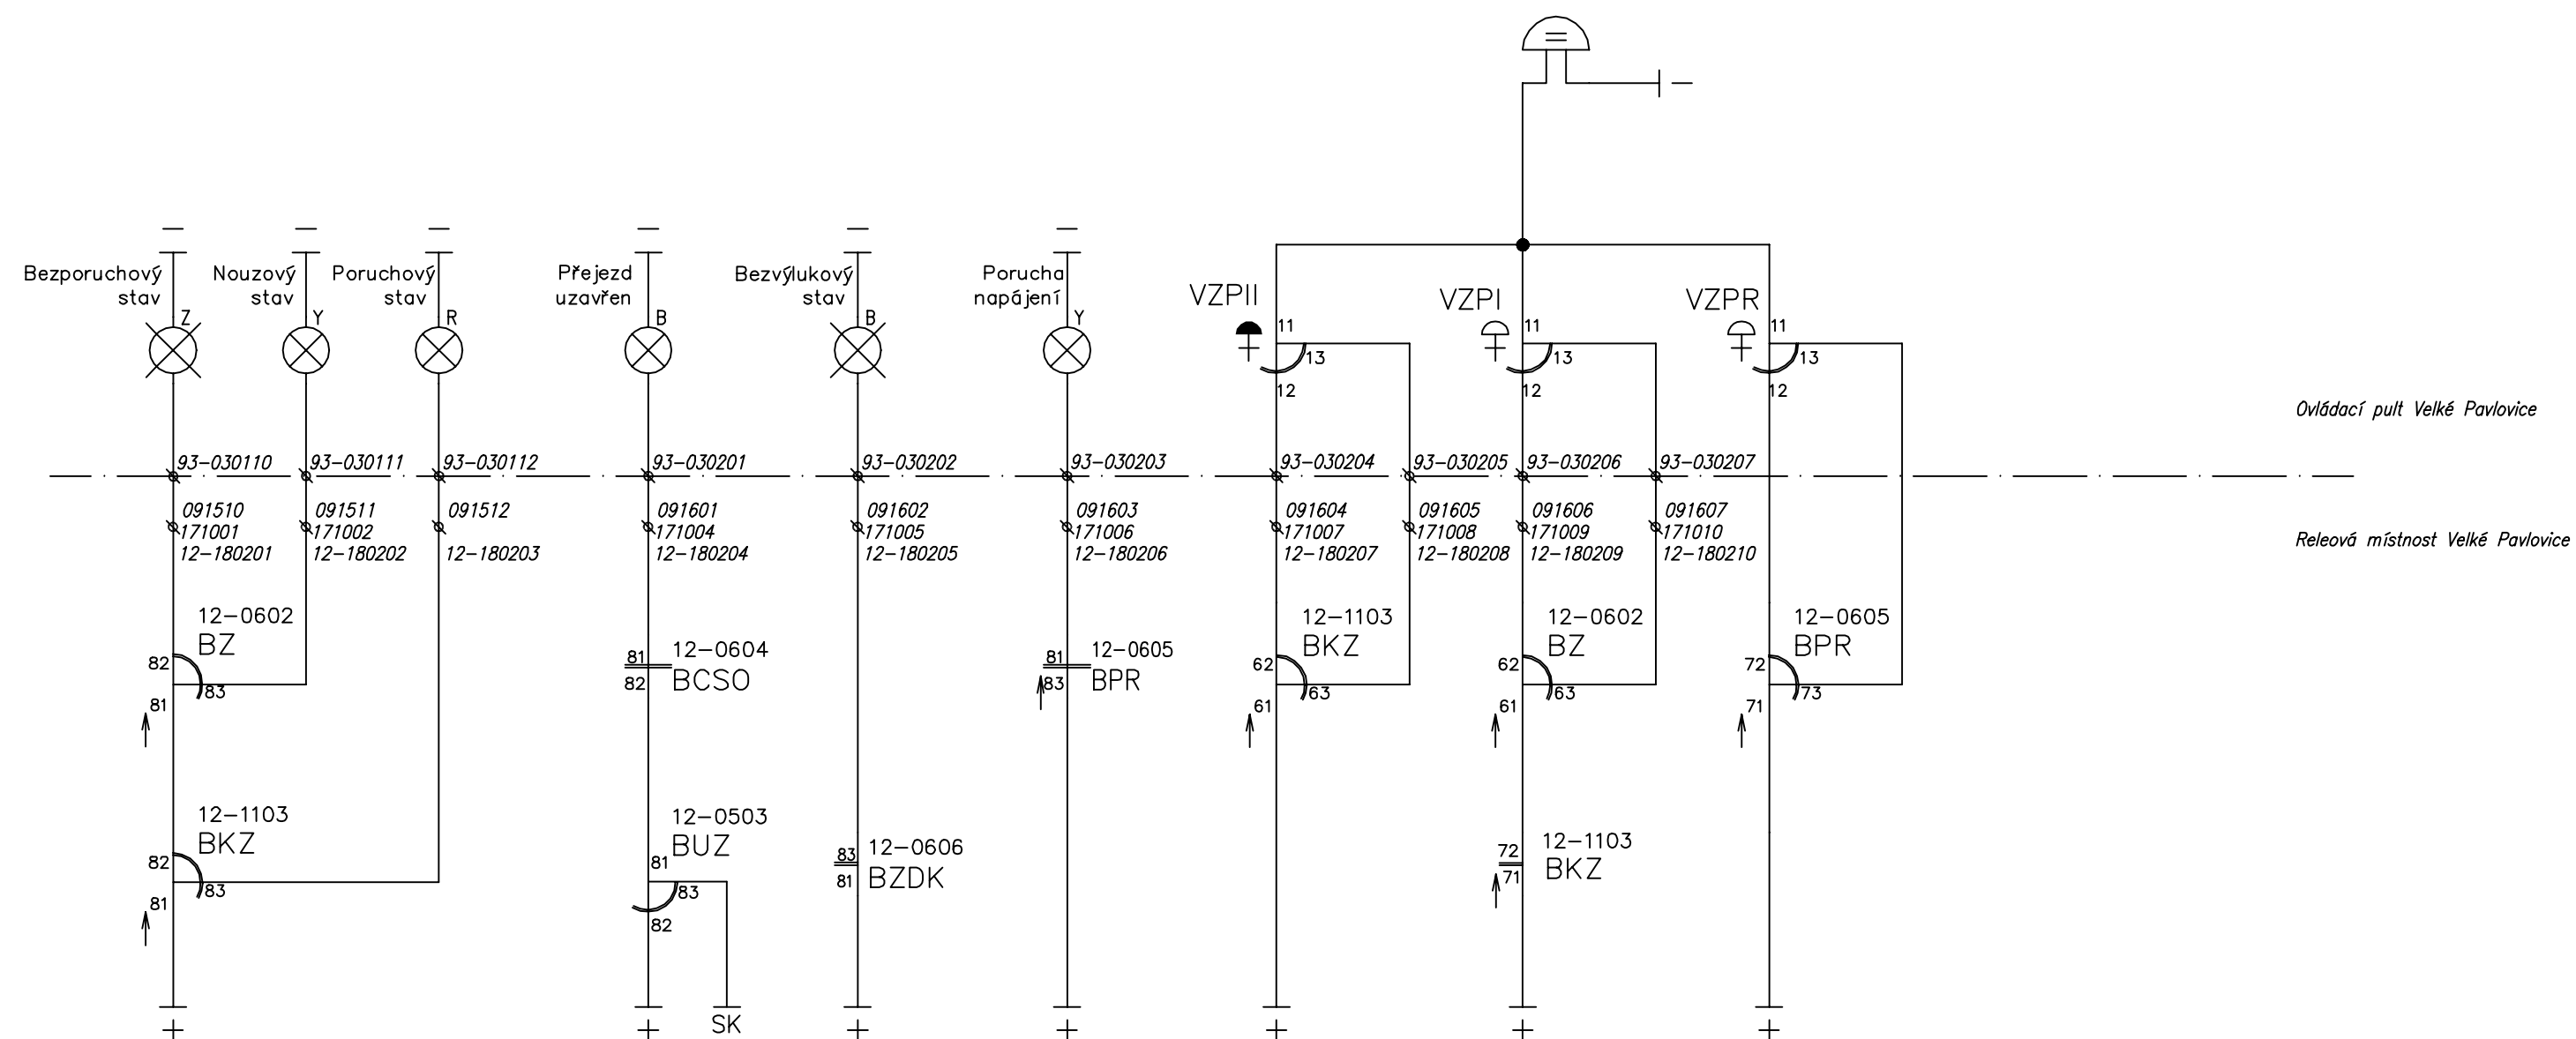 Bezporuchový
stav
Nouzový
stav
Poruchový
stav
Přejezd
uzavřen
Bezvýlukový
stav
Porucha
napájení
VZPII
VZPI
VZPR
Z
Y
R
B
B
Y
11
13
12
11
13
12
11
13
12
Ovládací pult Velké Pavlovice
93-030110
93-030111
93-030112
93-030201
93-030202
93-030203
93-030204
93-030205
93-030206
93-030207
091510
171001
12-180201
091511
171002
12-180202
091512
12-180203
091601
171004
12-180204
091602
171005
12-180205
091603
171006
12-180206
091604
171007
12-180207
091605
171008
12-180208
091606
171009
12-180209
091607
171010
12-180210
Releová místnost Velké Pavlovice
12-0602
BZ
82
83
81
12-0604
BCSO
81
82
12-0605
BPR
81
83
12-1103
BKZ
62
63
61
12-0602
BZ
62
63
61
12-0605
BPR
72
73
71
12-1103
BKZ
82
83
81
12-0503
BUZ
81
83
82
12-0606
BZDK
83
81
12-1103
BKZ
72
71
SK